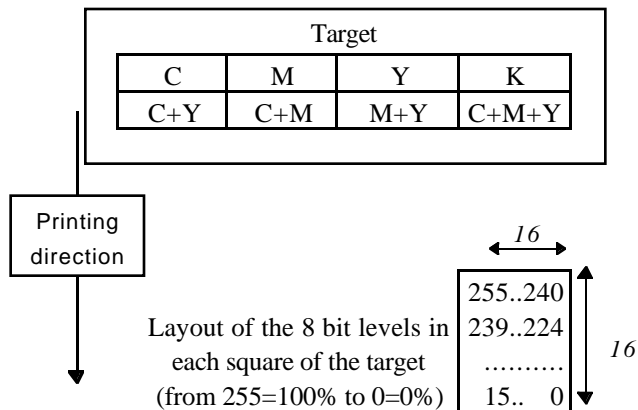 Target
C M Y K
C+Y C+M M+Y C+M+Y
Printing
direction
16
255..240
Layout of the 8 bit levels in 239..224
16
each square of the target ..........
(from 255=100% to 0=0%) 15.. 0